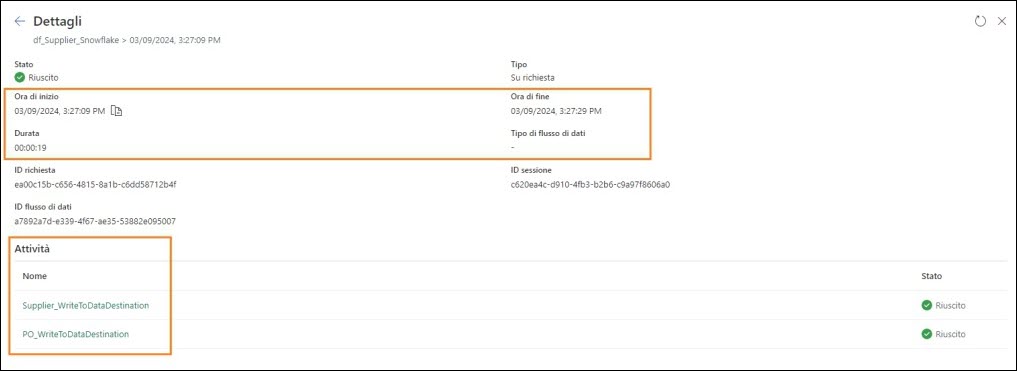 Dettagli
df_Supplier_Snowflake > 03/09/2024, 3:27:09 PM
Stato
Tipo
Riuscito
Su richiesta
Ora di inizio
Ora di fine
03/09/2024, 3:27:09 PM
03/09/2024, 3:27:29 PM
Durata
Tipo di flusso di dati
00:00:19
-
ID richiesta
ID sessione
ea00c15b-c656-4815-8a1b-c6dd58712b4f
c620ea4c-d910-4fb3-b2b6-c9a97f8606a0
ID flusso di dati
a7892a7d-e339-4f67-ae35-53882e095007
Attività
Nome
Stato
Supplier_WriteToDataDestination
Riuscito
PO_WriteToDataDestination
Riuscito